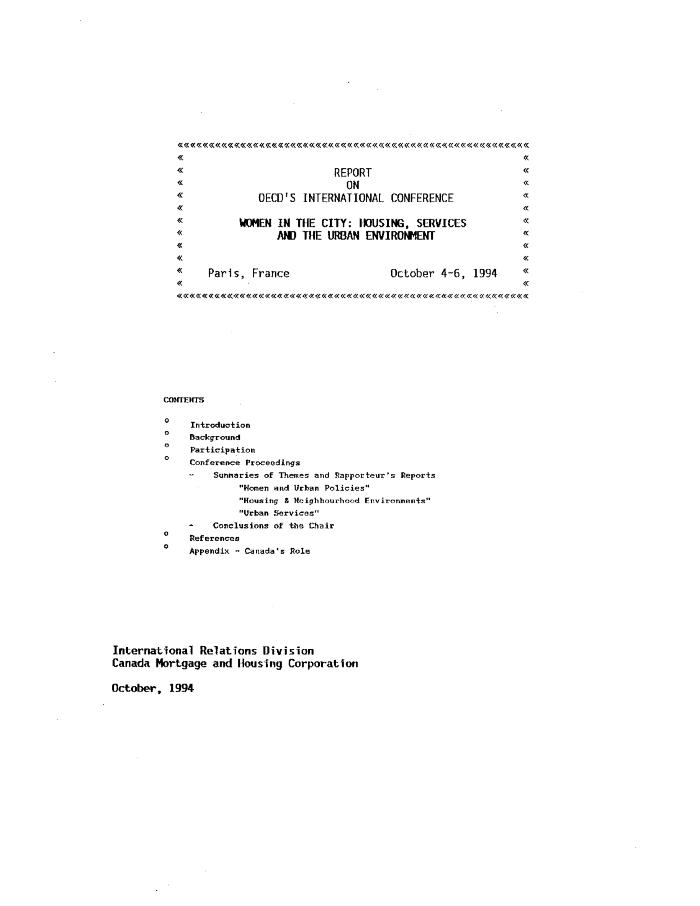 ««««««««««««««««««««««««««««««««««««««««««««««««««««««««
« «
« REPORT «
« ON «
« OECD'S INTERNATIONAL CONFERENCE «
« «
« WOMEN IN THE CITY: HOUSING, SERVICES «
« AND THE URBAN ENVIRONMENT «
« «
« «
« Paris, France October 4-6, 1994 «
« «
««««««««««««««««««««««««««««««««««««««««««««««««««««««««
CONTENTS
o Introduction
o Background
o Participation
o Conference Proceedings
- Summaries of Themes and Rapporteur's Reports
"Women and Urban Policies"
"Housing & Neighbourhood Environments"
"Urban Services"
- Conclusions of the Chair
o References
o Appendix - Canada's Role
International Relations Division
Canada Mortgage and Housing Corporation
October, 1994